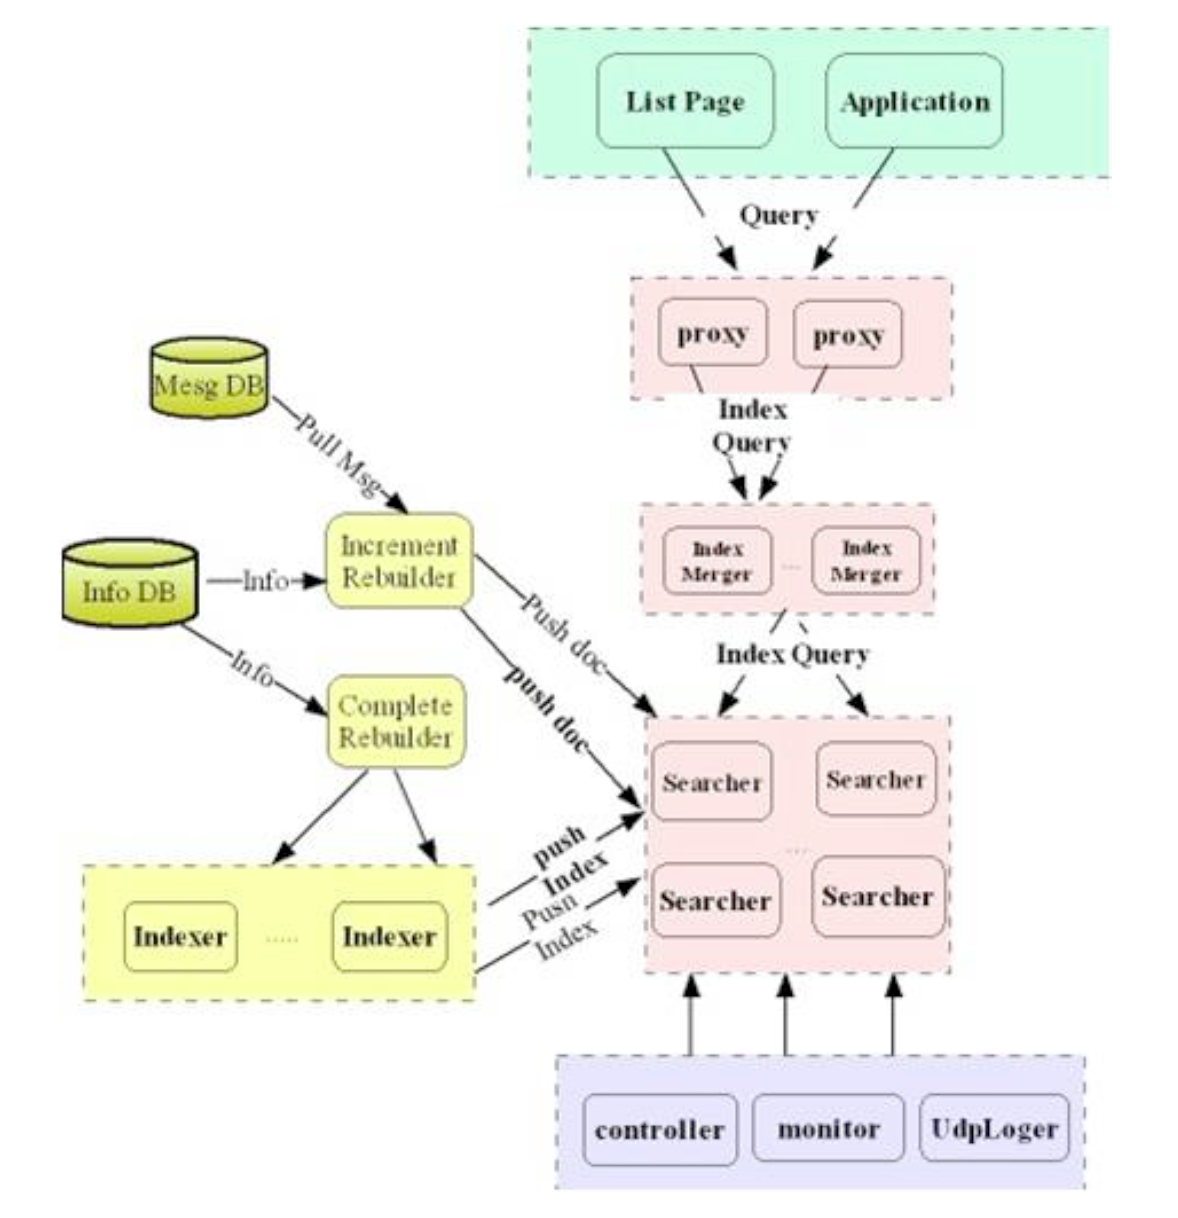 List Page
Application
Query
proxy
proxy
Index
Query
Mesg DB
Pull Msg
Info DB
Info
Increment
Rebuilder
Index
Merger
...
Index
Merger
Push doc
push doc
Index Query
Info
Complete
Rebuilder
Searcher
Searcher
...
Searcher
Searcher
push
Index
Pusn
Index
Indexer
.....
Indexer
controller
monitor
UdpLoger